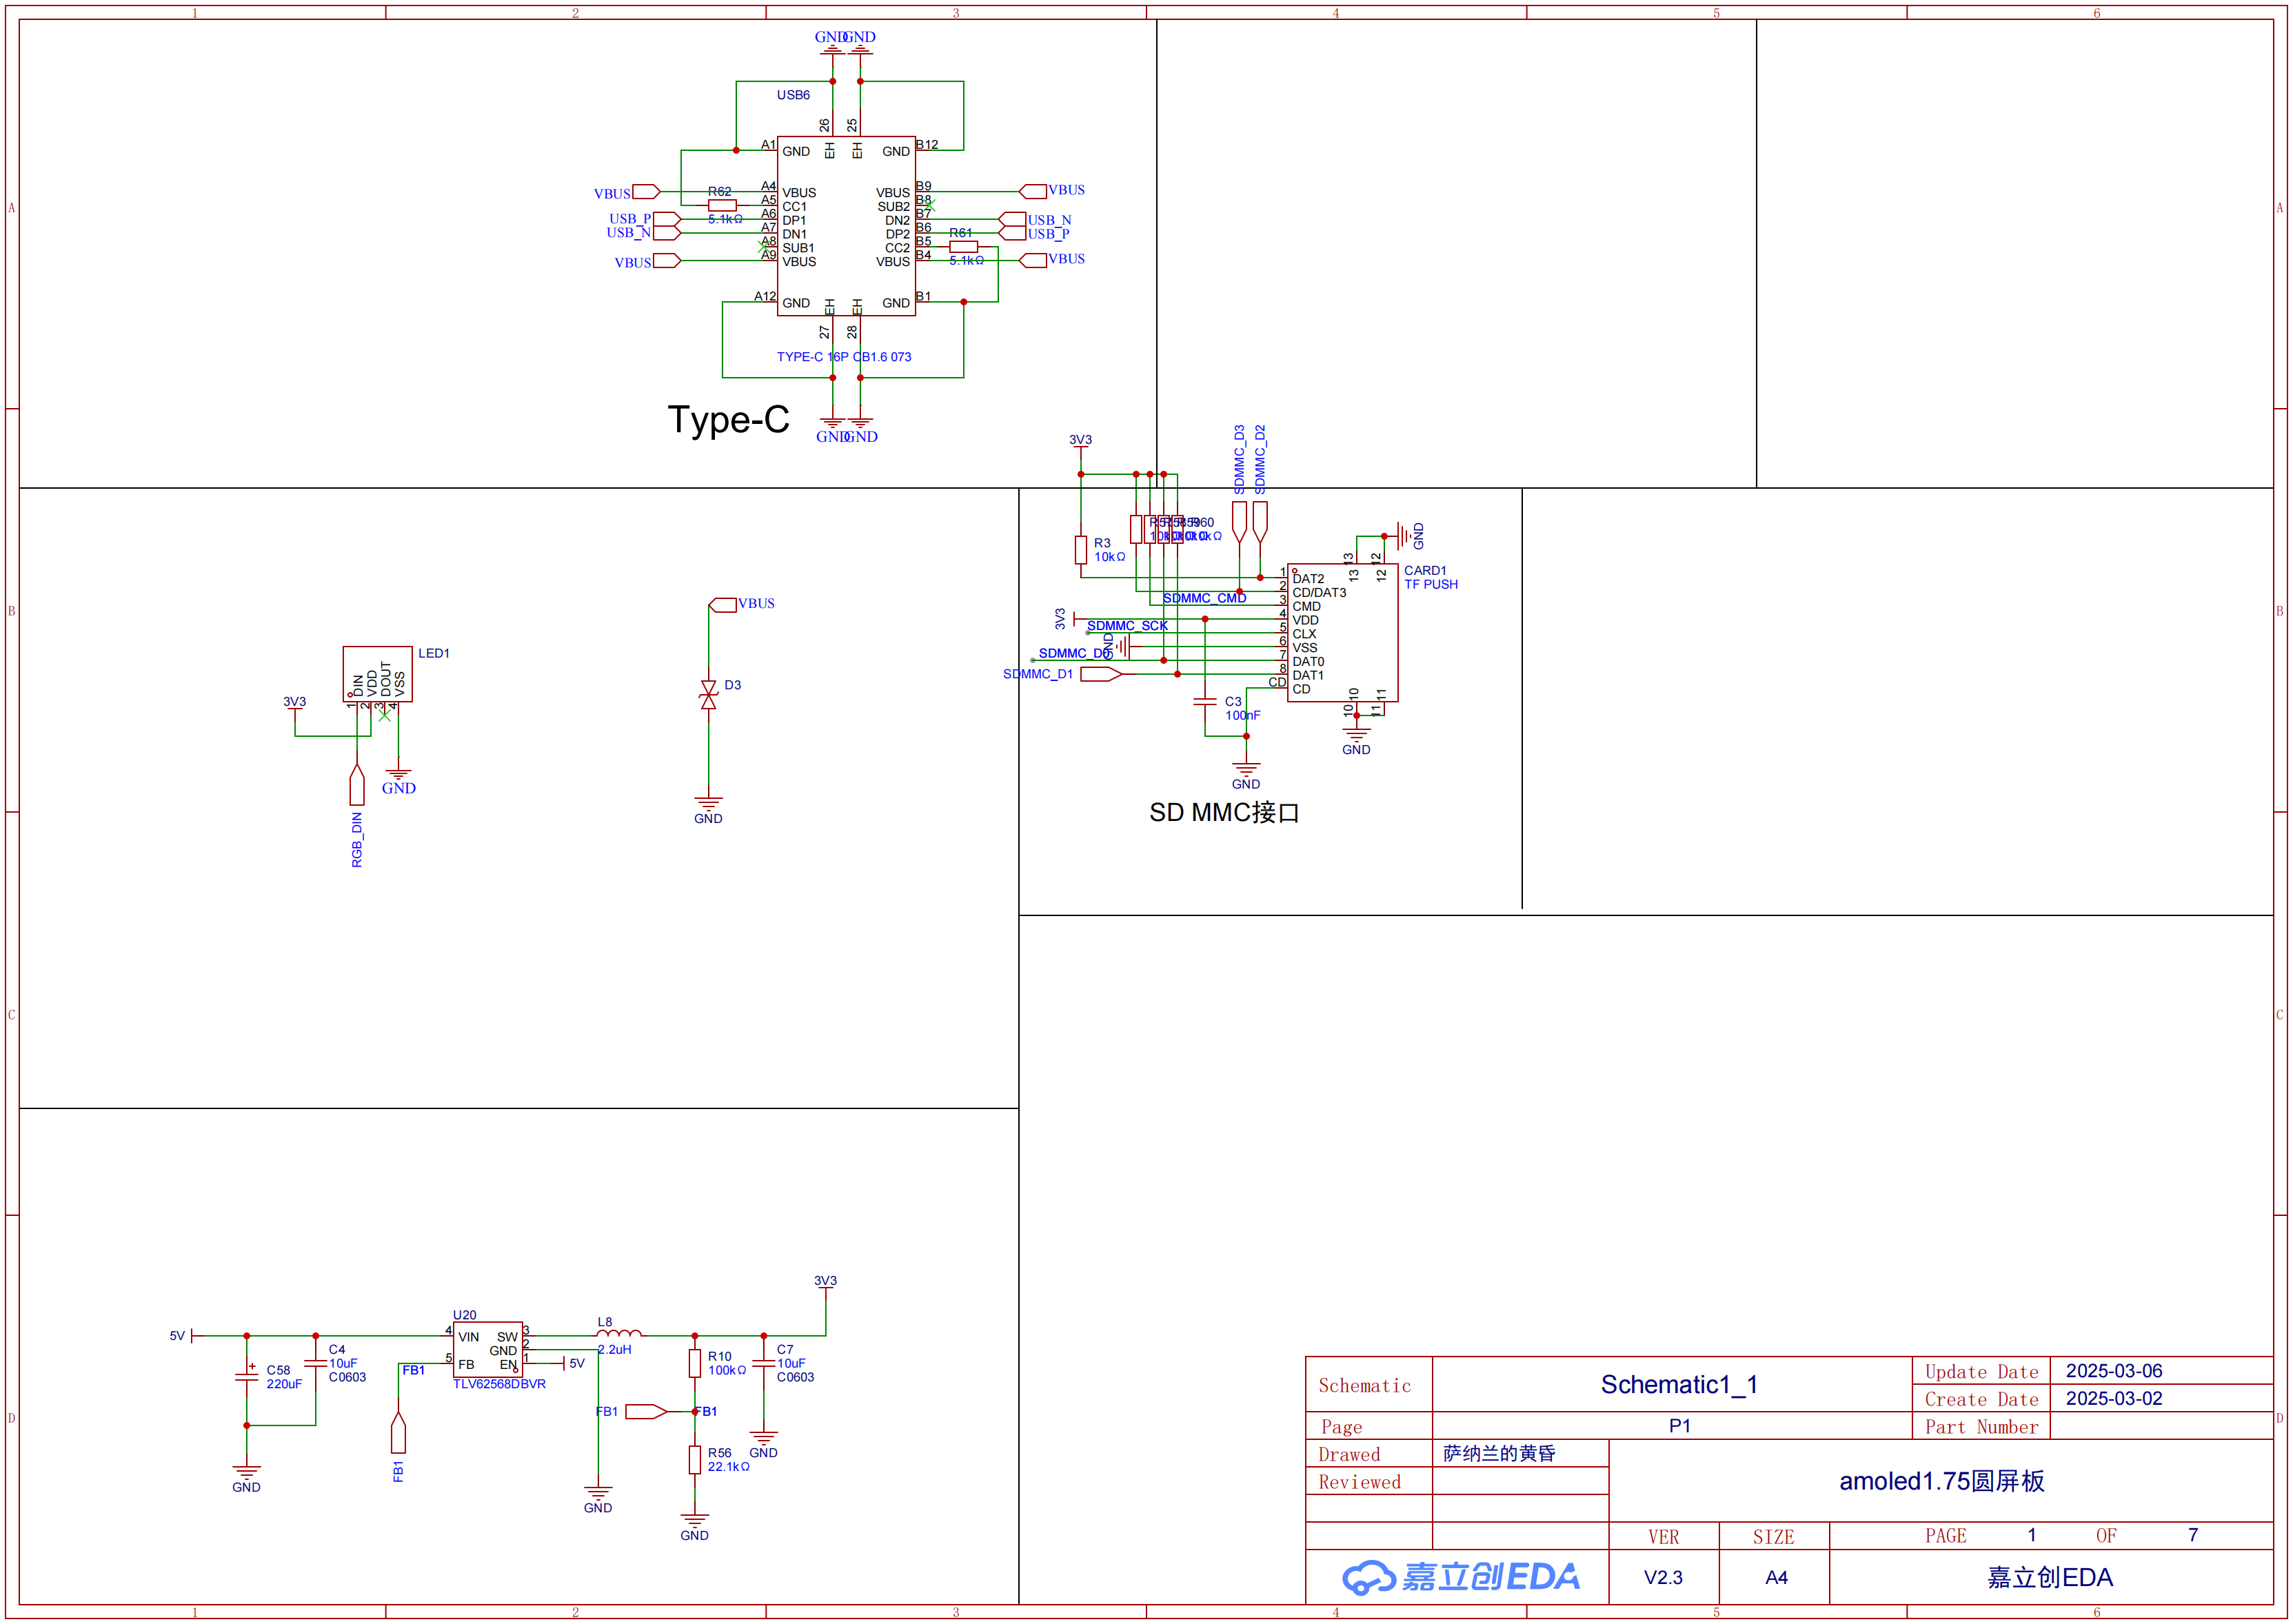 1 2 3 4 5 6
A
A
GND GND
USB6
26 25
EH EH
A1 GND
GND B12
VBUS A4 VBUS
VBUS B9 VBUS
R62
5.1kΩ
A5 CC1
SUB2 B8
USB_P A6 DP1
DN2 B7 USB_N
USB_N A7 DN1
DP2 B6 USB_P
A8 SUB1
CC2 B5
R61
5.1kΩ
VBUS A9 VBUS
VBUS B4 VBUS
A12 GND
GND B1
EH EH
27 28
TYPE-C 16P CB1.6 073
Type-C
GND GND
B
B
3V3
SDMMC_D3
SDMMC_D2
R3
10kΩ
R60
GND
13 12
13 12
CARD1
TF PUSH
1 DAT2
2 CD/DAT3
SDMMC_CMD 3 CMD
3V3 4 VDD
SDMMC_SCK 5 CLX
GND 6 VSS
SDMMC_D0 7 DAT0
SDMMC_D1 8 DAT1
CD CD
10 11
10 11
C3
100nF
GND
GND
SD MMC接口
LED1
DIN
VDD
DOUT
VSS
1 2 3 4
3V3
GND
RGB_DIN
VBUS
D3
GND
C
C
D
D
5V
C58
220uF
C4
10uF
C0603
GND
U20
4 VIN
5 FB
SW 3
GND 2
EN 1
5V
TLV62568DBVR
FB1
FB1
L8
2.2uH
GND
R10
100kΩ
FB1 FB1
R56
22.1kΩ
GND
C7
10uF
C0603
GND
3V3
Schematic Schematic1_1
Update Date 2025-03-06
Create Date 2025-03-02
Page P1 Part Number
Drawed 萨纳兰的黄昏
Reviewed
amoled1.75圆屏板
VER SIZE PAGE 1 OF 7
嘉立创EDA V2.3 A4 嘉立创EDA
1 2 3 4 5 6